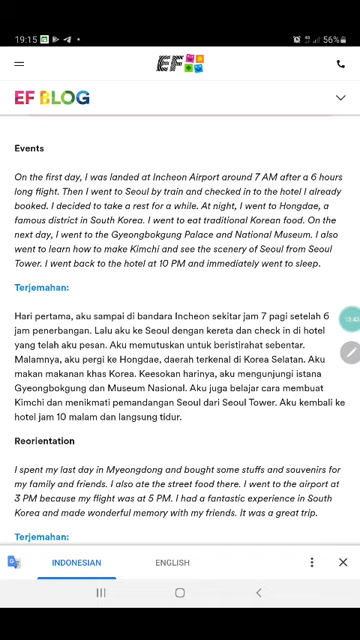 19:15
56%
EF
EF BLOG
Events
On the first day, I was landed at Incheon Airport around 7 AM after a 6 hours
long flight. Then I went to Seoul by train and checked in to the hotel I already
booked. I decided to take a rest for a while. At night, I went to Hongdae, a
famous district in South Korea. I went to eat traditional Korean food. On the
next day, I went to the Gyeongbokgung Palace and National Museum. I also
went to learn how to make Kimchi and see the scenery of Seoul from Seoul
Tower. I went back to the hotel at 10 PM and immediately went to sleep.
Terjemahan:
Hari pertama, aku sampai di bandara Incheon sekitar jam 7 pagi setelah 6
jam penerbangan. Lalu aku ke Seoul dengan kereta dan check in di hotel
yang telah aku pesan. Aku memutuskan untuk beristirahat sebentar.
Malamnya, aku pergi ke Hongdae, daerah terkenal di Korea Selatan. Aku
makan makanan khas Korea. Keesokan harinya, aku mengunjungi istana
Gyeongbokgung dan Museum Nasional. Aku juga belajar cara membuat
Kimchi dan menikmati pemandangan Seoul dari Seoul Tower. Aku kembali ke
hotel jam 10 malam dan langsung tidur.
Reorientation
I spent my last day in Myeongdong and bought some stuffs and souvenirs for
my family and friends. I also ate the street food there. I went to the airport at
3 PM because my flight was at 5 PM. I had a fantastic experience in South
Korea and made wonderful memory with my friends. It was a great trip.
Terjemahan:
INDONESIAN
ENGLISH